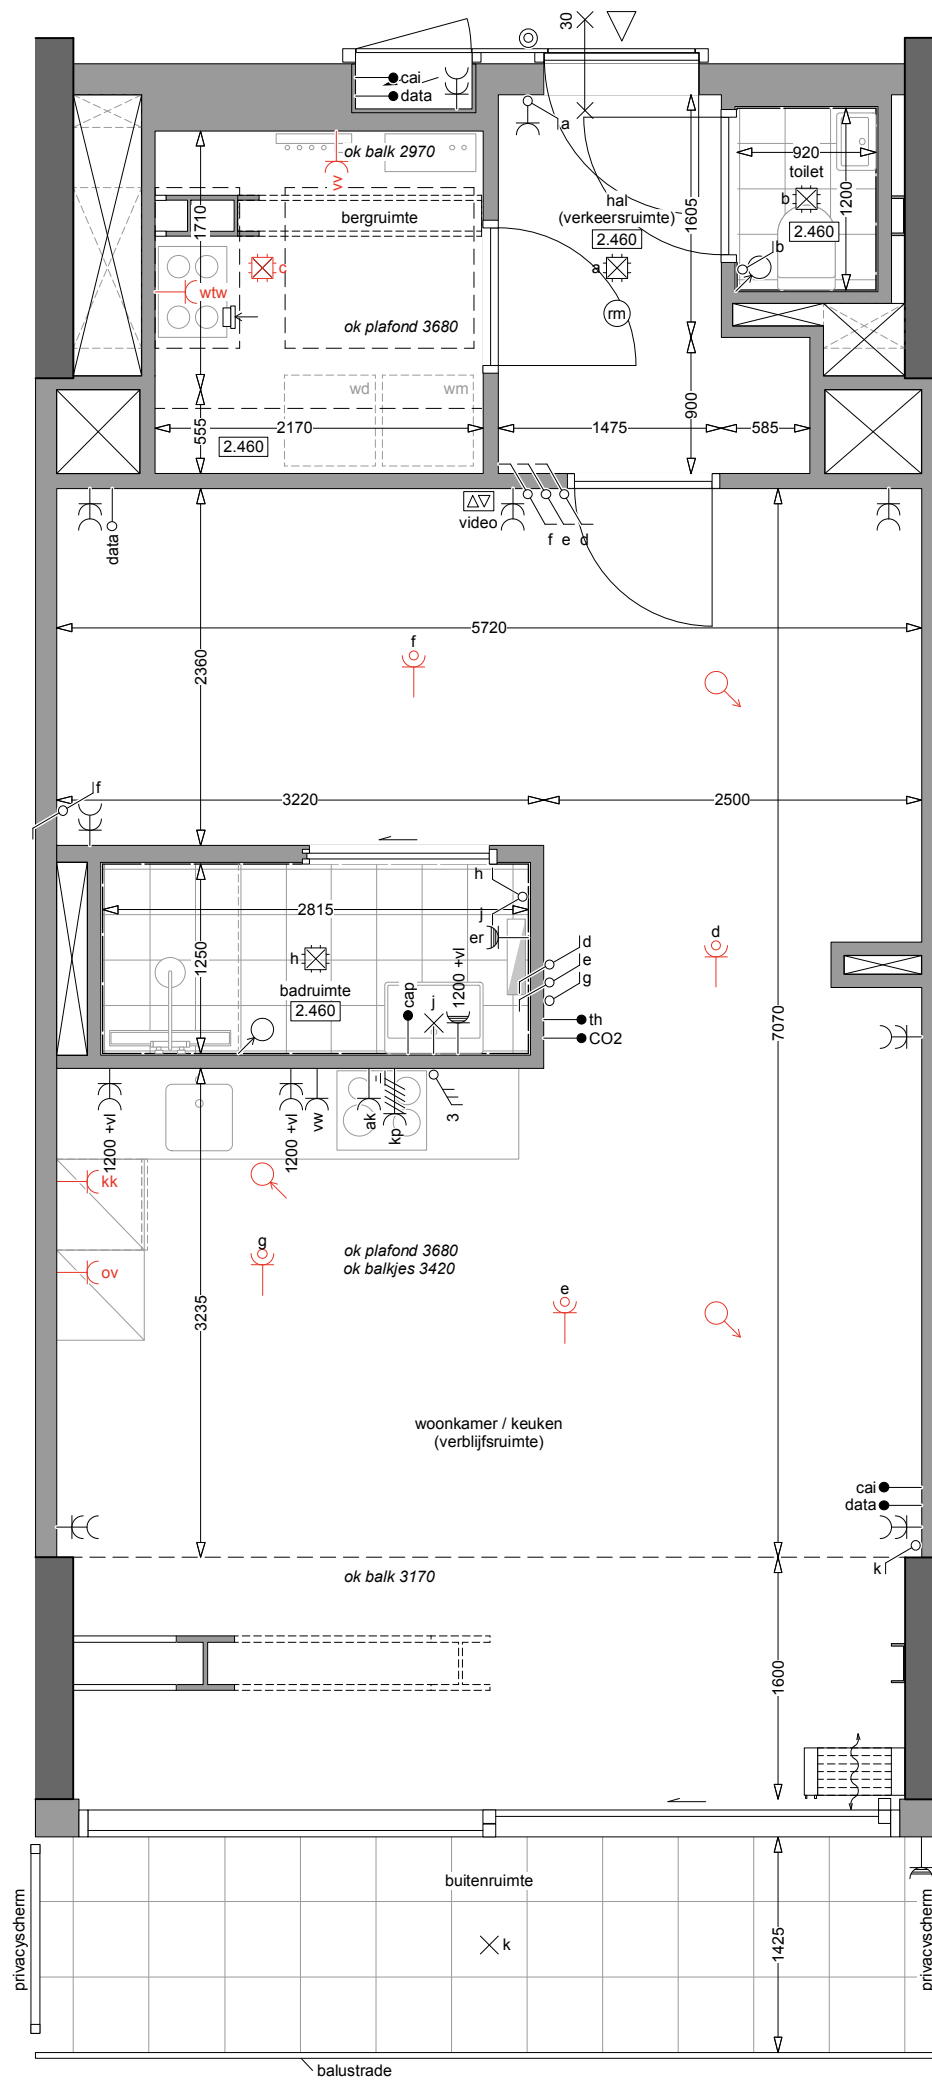 30
cai
data
a
ok balk 2970
vv
920
toilet
b
2.460
1200
b
1710
bergruimte
hal
(verkeersruimte)
2.460
a
1605
c
wtw
rm
ok plafond 3680
wd
wm
555
2170
2.460
1475
900
585
data
video
f e d
5720
2360
f
f
3220
2500
h
2815
j
er
1250
h
badruimte
2.460
cap
j
1200 +vl
d
e
g
d
th
CO2
7070
1200 +vl
1200 +vl
vw
ak
kp
3
kk
g
ok plafond 3680
ok balkjes 3420
ov
e
3235
woonkamer / keuken
(verblijfsruimte)
cai
data
k
ok balk 3170
1600
buitenruimte
privacyscherm
k
1425
privacyscherm
balustrade